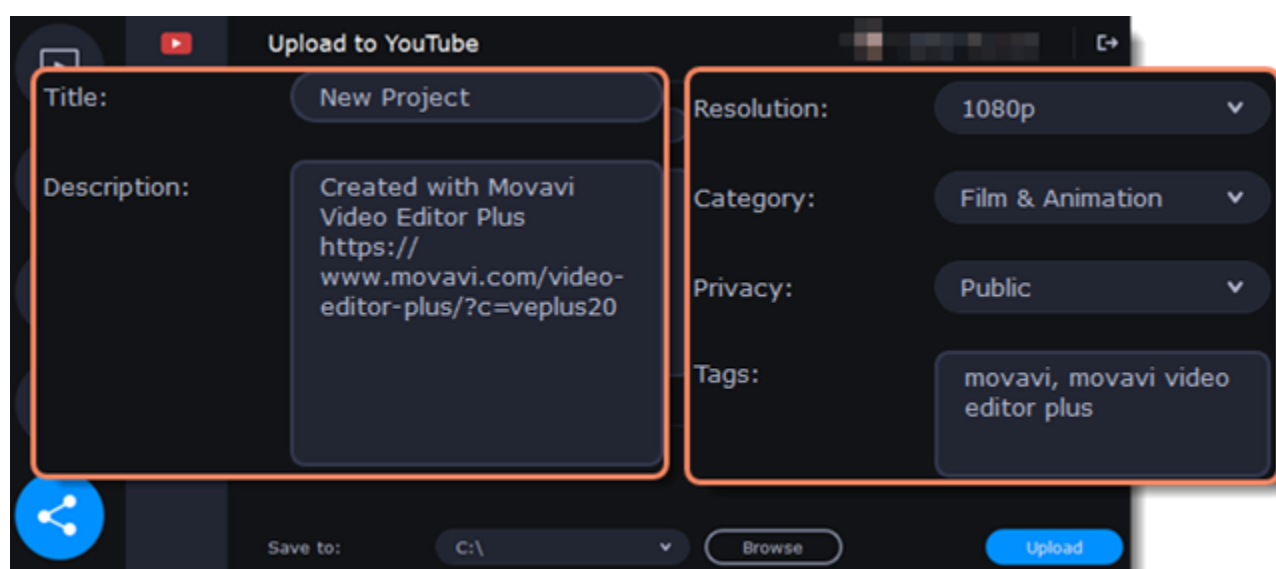 Upload to YouTube
Title:
New Project
Description:
Created with Movavi
Video Editor Plus
https://
www.movavi.com/video-
editor-plus/?c=veplus20
Resolution:
1080p
Category:
Film & Animation
Privacy:
Public
Tags:
movavi, movavi video
editor plus
Save to:
C:\
Browse
Upload